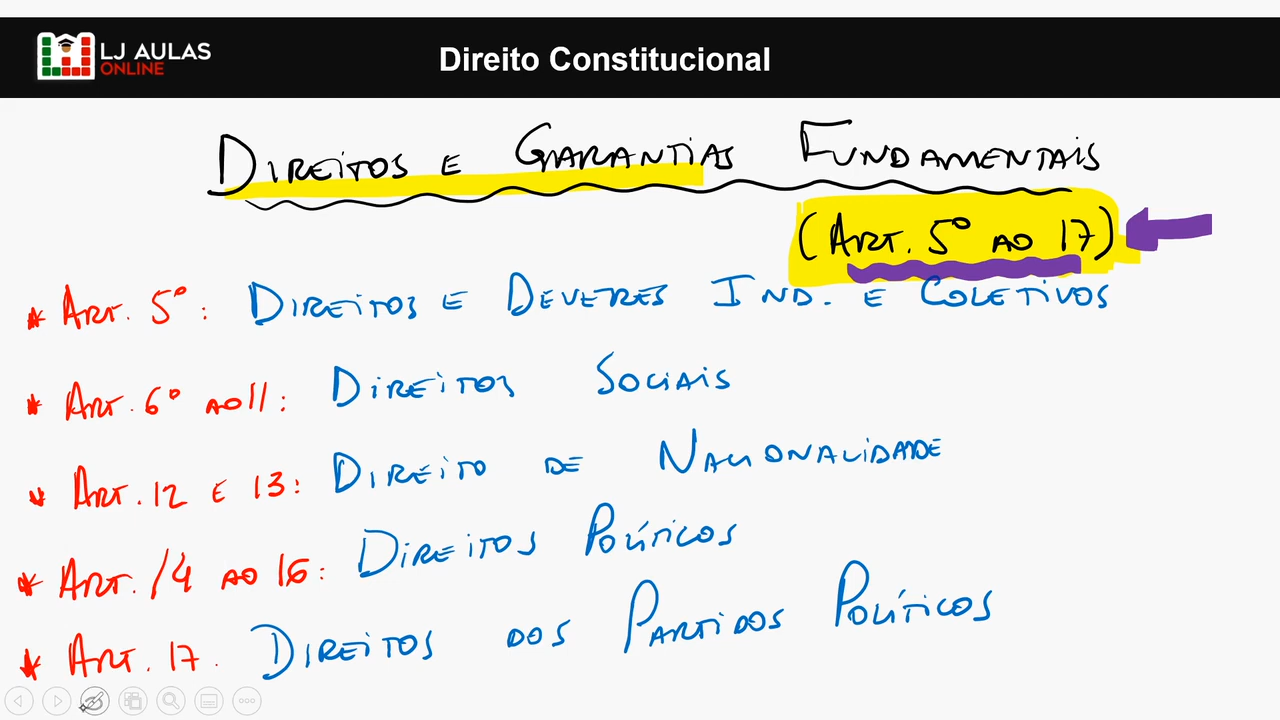 LJ AULAS
ONLINE
Direito Constitucional
DIREITOS E GARANTIAS FUNDAMENTAIS
(ART. 5º AO 17)
* ART. 5º: DIREITOS E DEVERES IND. E COLETIVOS
* ART. 6º AO 11: DIREITOS SOCIAIS
* ART. 12 E 13: DIREITO DE NACIONALIDADE
* ART. 14 AO 16: DIREITOS POLÍTICOS
* ART. 17. DIREITOS DOS PARTIDOS POLÍTICOS